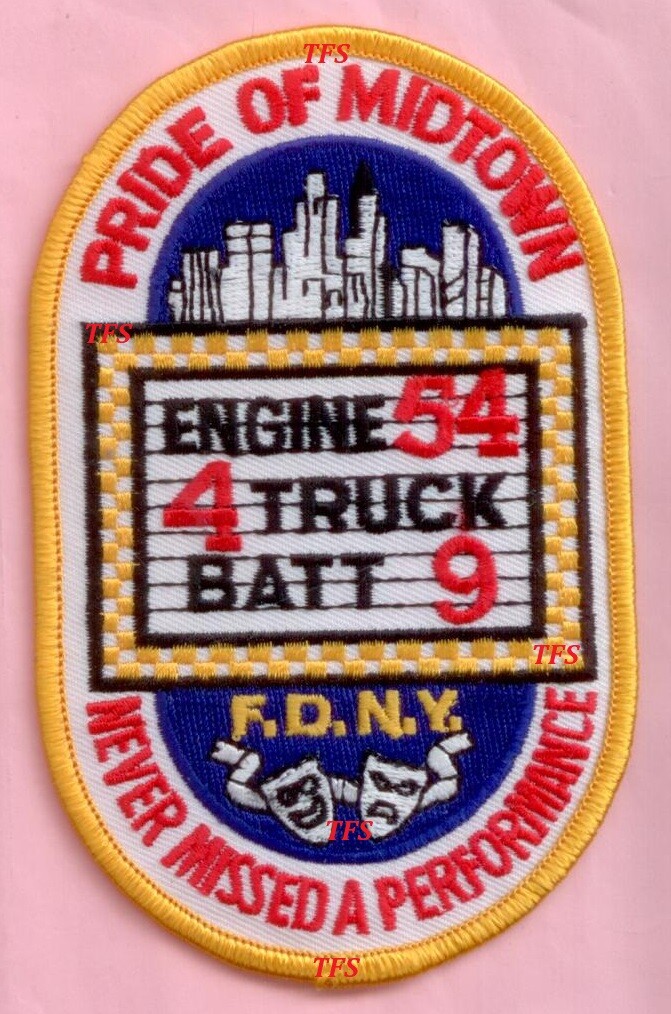 TFS
PRIDE OF MIDTOWN
TFS
ENGINE 54
4 TRUCK
BATT 9
TFS
F.D.N.Y.
TFS
NEVER MISSED A PERFORMANCE
TFS